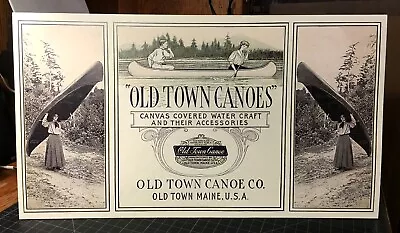 "OLD TOWN CANOES"
CANVAS COVERED WATER CRAFT
AND THEIR ACCESSORIES
Old Town Canoe
OLD TOWN CANOE CO.
OLD TOWN MAINE, U.S.A.